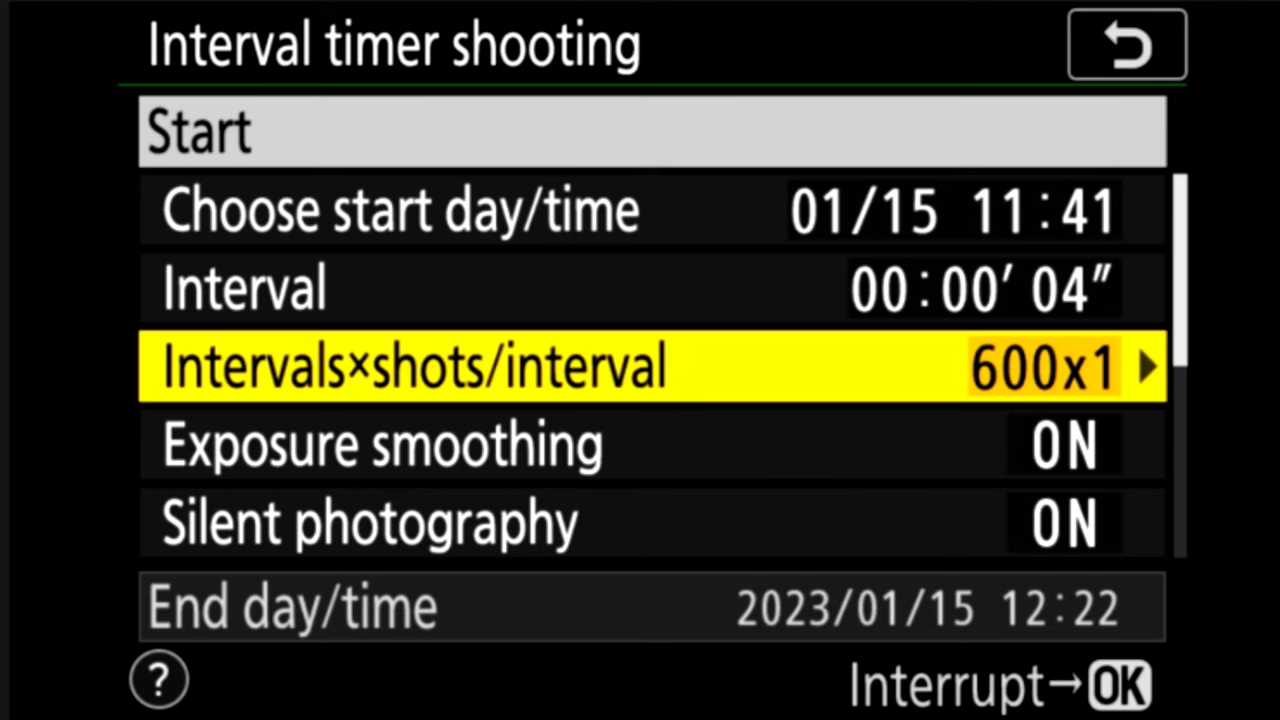 Interval timer shooting
Start
Choose start day/time 01/15 11:41
Interval 00:00′ 04″
Intervals×shots/interval 600x1
Exposure smoothing ON
Silent photography ON
End day/time 2023/01/15 12:22
? Interrupt→OK